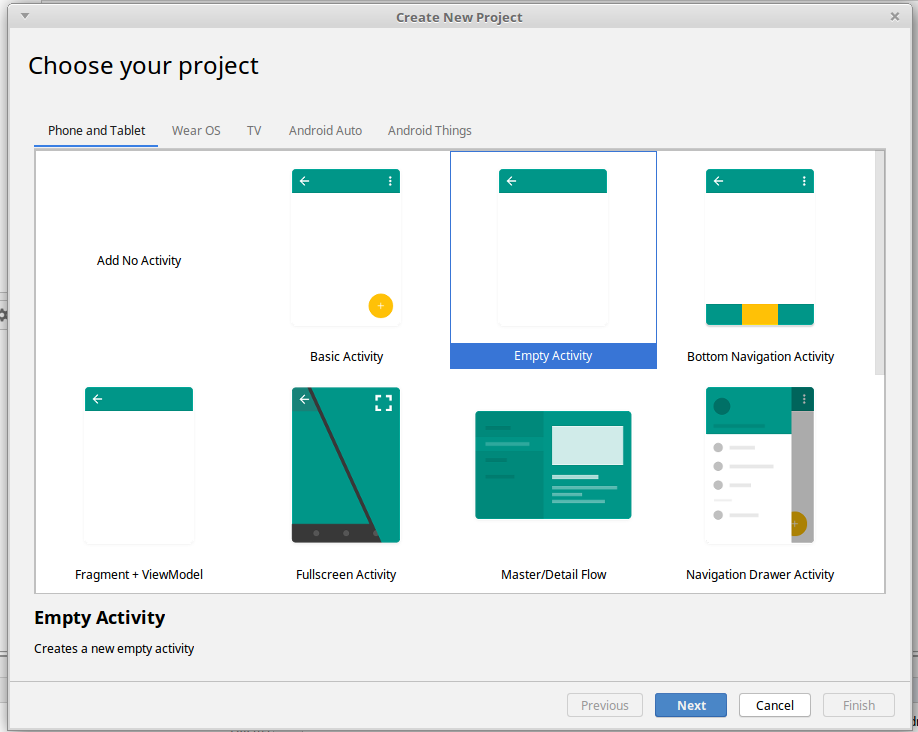 Create New Project
Choose your project
Phone and Tablet Wear OS TV Android Auto Android Things
Add No Activity
Basic Activity
Empty Activity
Bottom Navigation Activity
Fragment + ViewModel
Fullscreen Activity
Master/Detail Flow
Navigation Drawer Activity
Empty Activity
Creates a new empty activity
Previous Next Cancel Finish